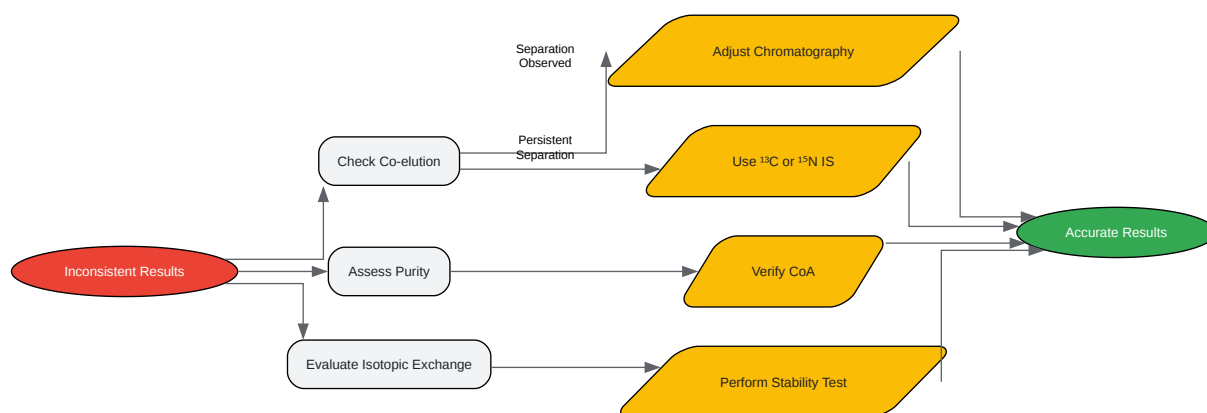 Separation
Observed
Adjust Chromatography
Persistent
Separation
Check Co-elution
Use ¹³C or ¹⁵N IS
Accurate Results
Inconsistent Results
Assess Purity
Verify CoA
Evaluate Isotopic Exchange
Perform Stability Test